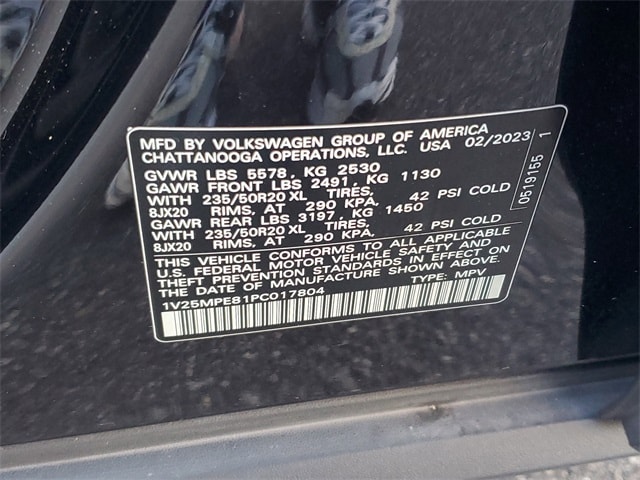 MFD BY VOLKSWAGEN GROUP OF AMERICA
CHATTANOOGA OPERATIONS, LLC. USA 02/2023
GVWR LBS 5578, KG 2530
GAWR FRONT LBS 2491, KG 1130
WITH 235/50R20 XL TIRES,
8JX20 RIMS, AT 290 KPA. 42 PSI COLD
GAWR REAR LBS 3197, KG 1450
WITH 235/50R20 XL TIRES,
8JX20 RIMS, AT 290 KPA. 42 PSI COLD
THIS VEHICLE CONFORMS TO ALL APPLICABLE
U.S. FEDERAL MOTOR VEHICLE SAFETY AND
THEFT PREVENTION STANDARDS IN EFFECT ON
THE DATE OF MANUFACTURE SHOWN ABOVE.
1V25MPE81PC017804 TYPE: MPV
0519155 1